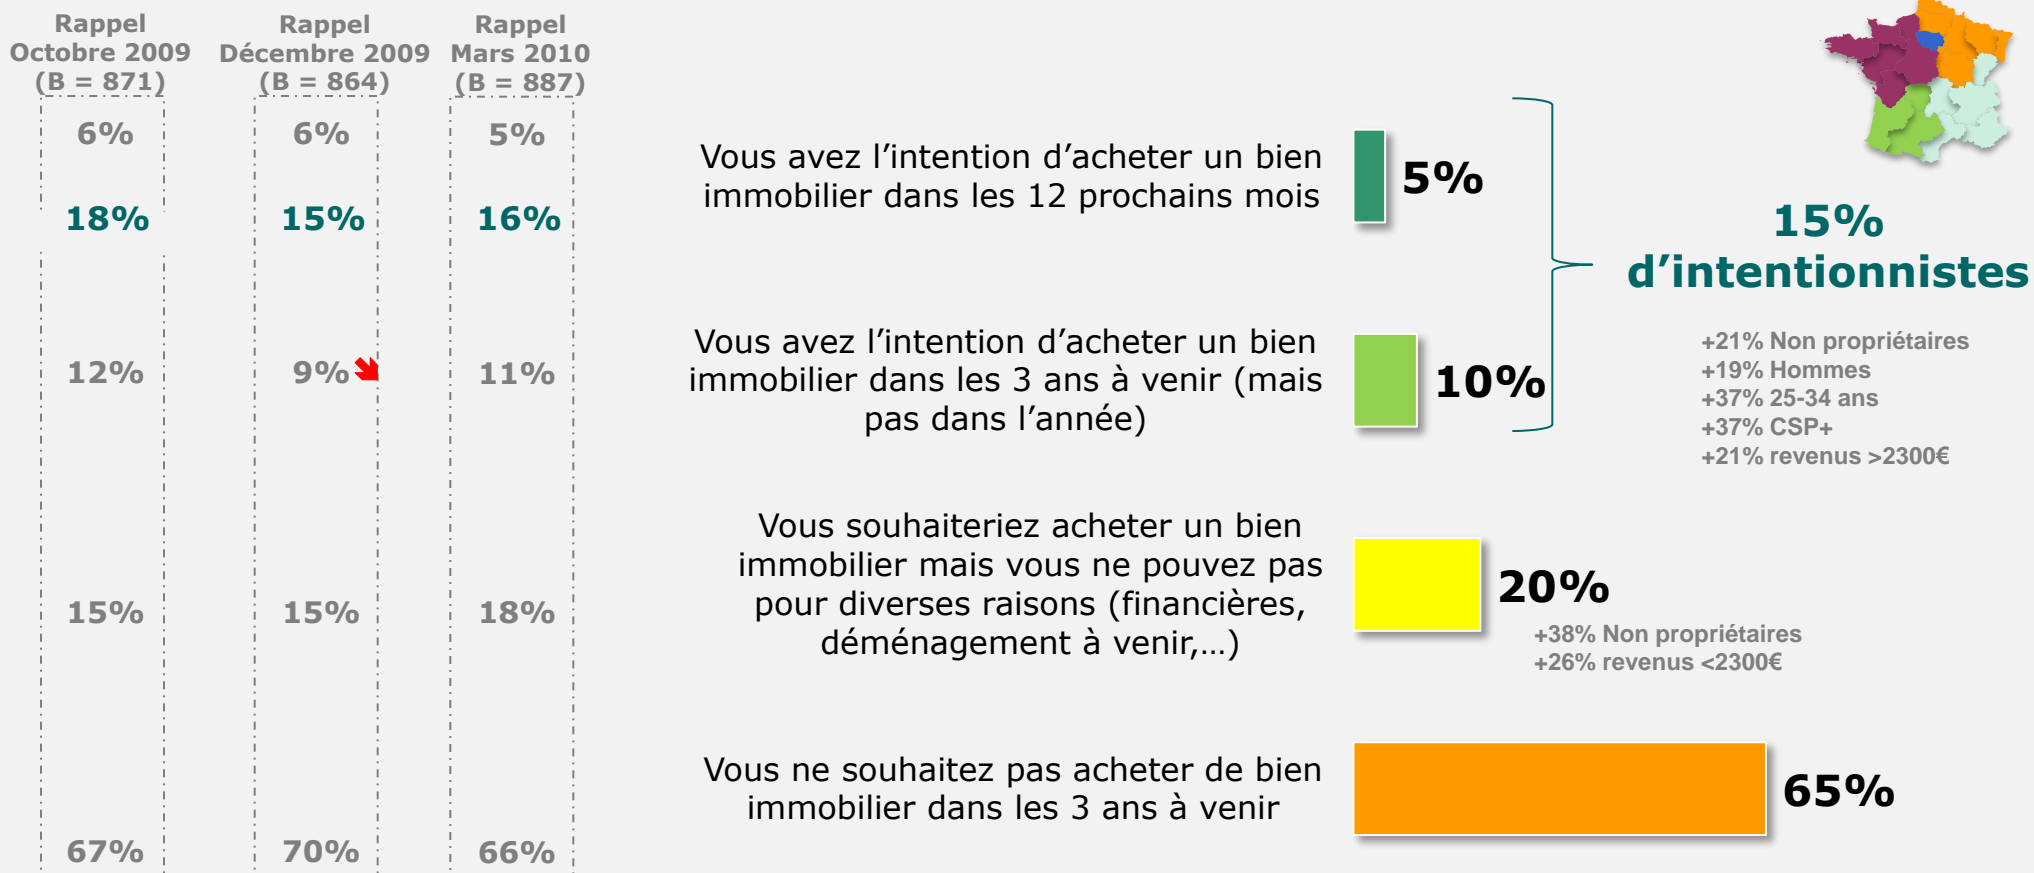 Rappel
Octobre 2009
(B = 871)
Rappel
Décembre 2009
(B = 864)
Rappel
Mars 2010
(B = 887)
6%
6%
5%
18%
15%
16%
12%
9%
11%
15%
15%
18%
67%
70%
66%
Vous avez l’intention d’acheter un bien
immobilier dans les 12 prochains mois
5%
Vous avez l’intention d’acheter un bien
immobilier dans les 3 ans à venir (mais
pas dans l’année)
10%
15%
d’intentionnistes
+21% Non propriétaires
+19% Hommes
+37% 25-34 ans
+37% CSP+
+21% revenus >2300€
Vous souhaiteriez acheter un bien
immobilier mais vous ne pouvez pas
pour diverses raisons (financières,
déménagement à venir,…)
20%
+38% Non propriétaires
+26% revenus <2300€
Vous ne souhaitez pas acheter de bien
immobilier dans les 3 ans à venir
65%